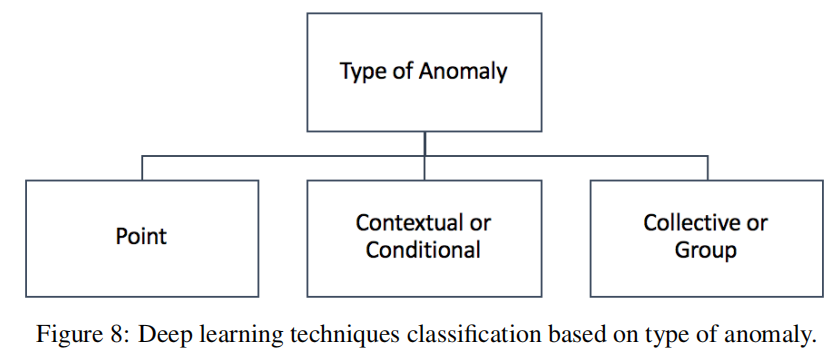 Type of Anomaly
Point
Contextual or
Conditional
Collective or
Group
Figure 8: Deep learning techniques classification based on type of anomaly.